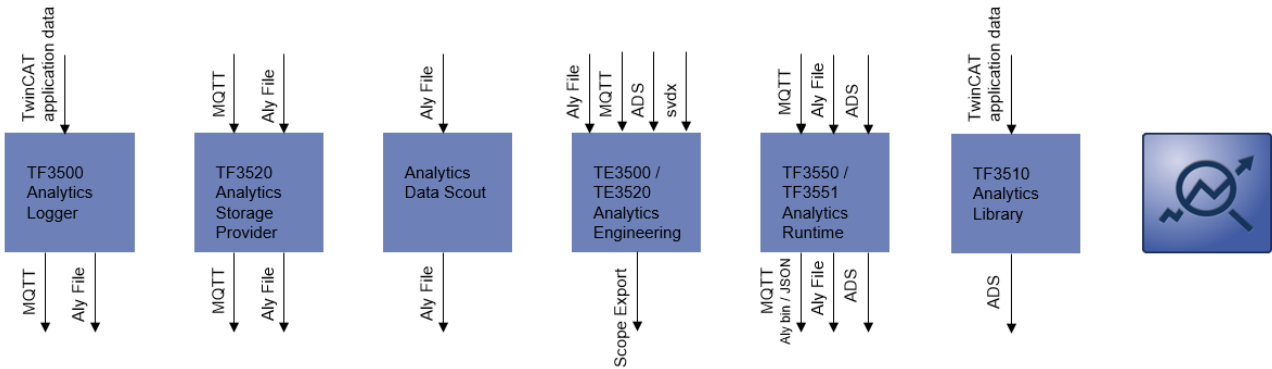 TwinCAT
application data
TF3500
Analytics
Logger
MQTT
Aly File
MQTT
Aly File
TF3520
Analytics
Storage
Provider
MQTT
Aly File
Aly File
Analytics
Data Scout
Aly File
Aly File
MQTT
ADS
svdx
TE3500 /
TE3520
Analytics
Engineering
Scope Export
MQTT
Aly File
ADS
TF3550 /
TF3551
Analytics
Runtime
MQTT
Aly bin / JSON
Aly File
ADS
TwinCAT
application data
TF3510
Analytics
Library
ADS